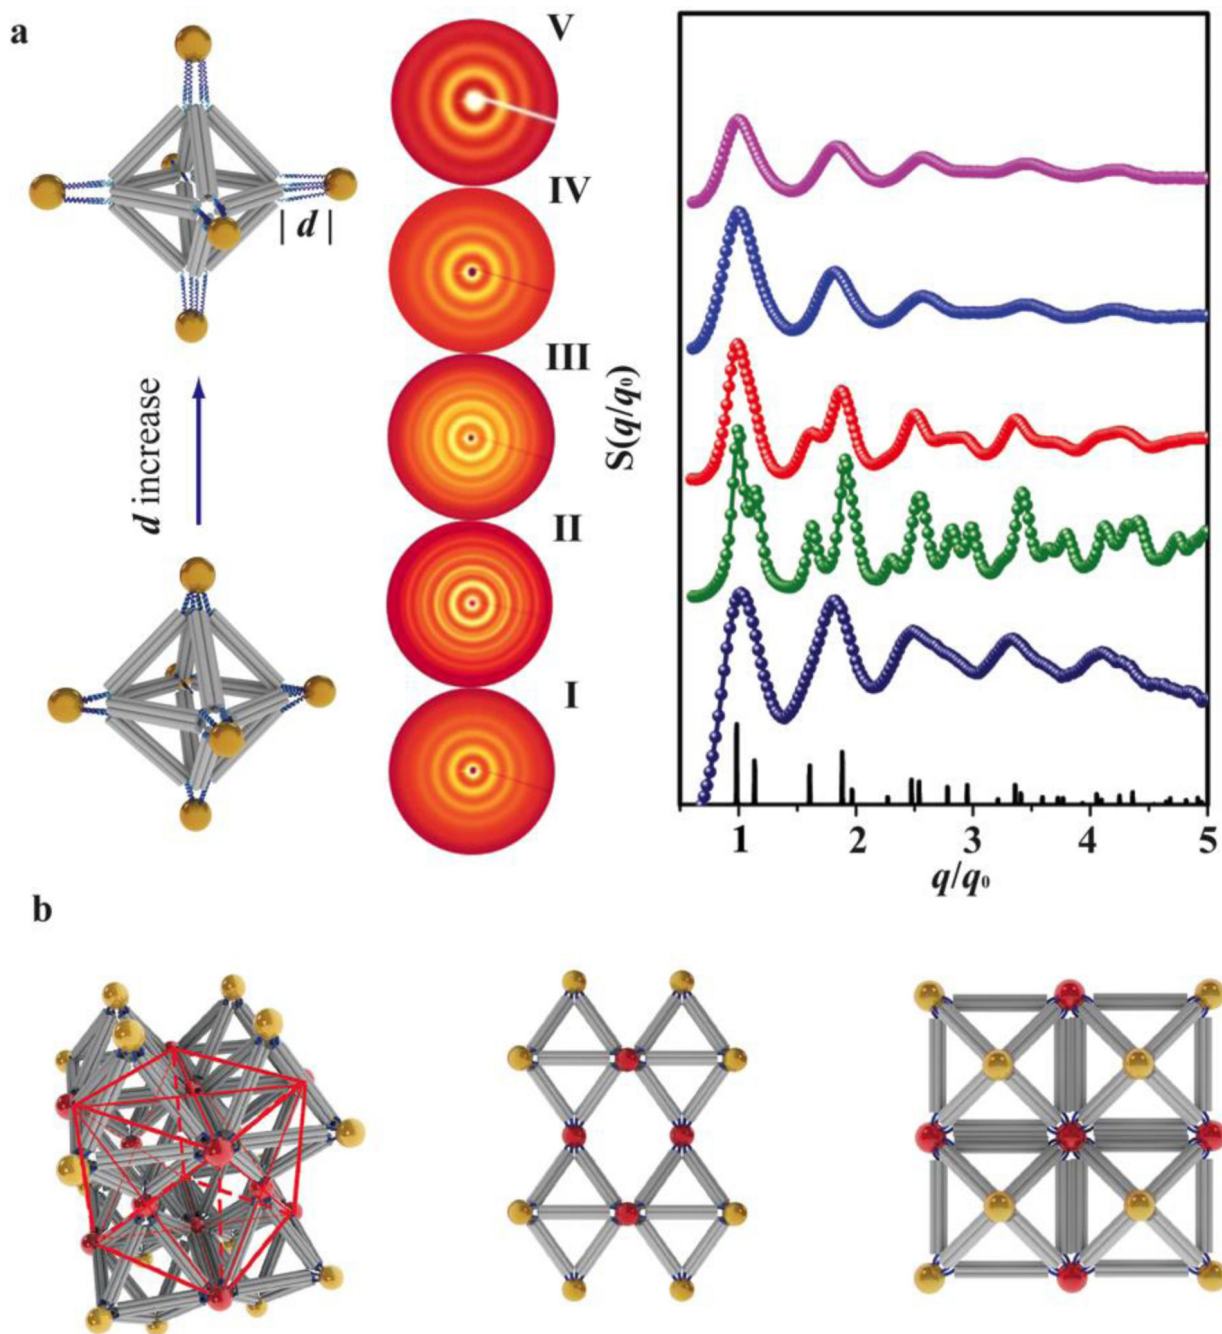 a
V
IV
III
II
I
| d |
d increase
S(q/q₀)
1 2 3 4 5
q/q₀
b